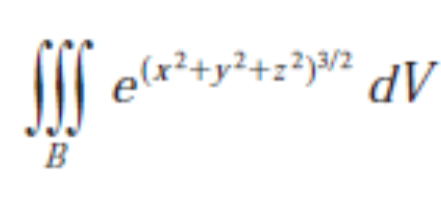 ∭ e^{(x²+y²+z²)^{3/2}} dV
B